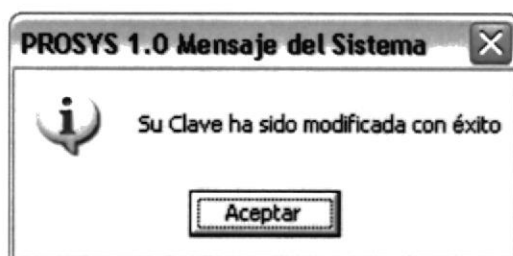 PROSYS 1.0 Mensaje del Sistema
Su Clave ha sido modificada con éxito
Aceptar